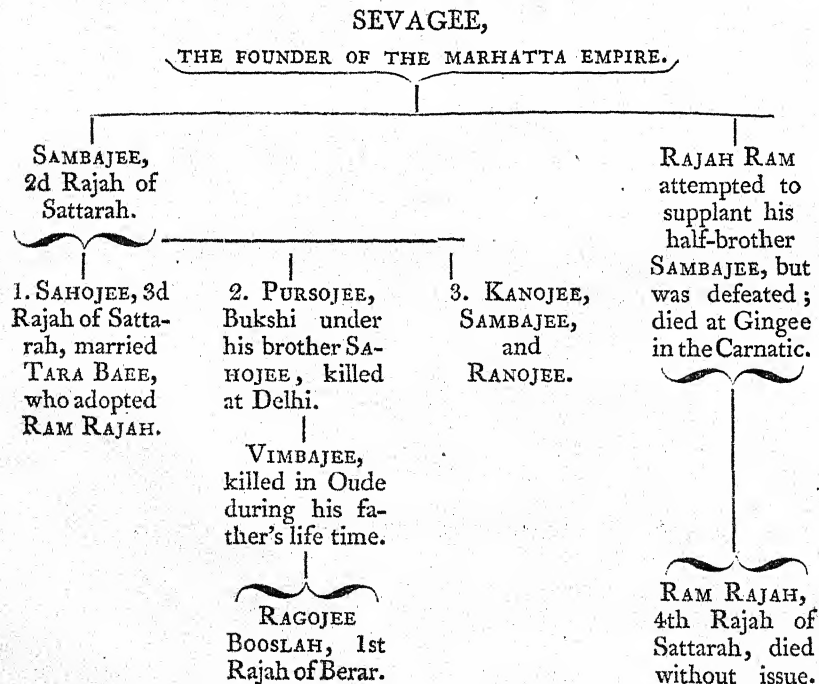 SEVAGEE,
THE FOUNDER OF THE MARHATTA EMPIRE.
SAMBAJEE,
2d Rajah of
Sattarah.
RAJAH RAM
attempted to
supplant his
half-brother
SAMBAJEE, but
was defeated;
died at Gingee
in the Carnatic.
1. SAHOJEE, 3d
Rajah of Satta-
rah, married
TARA BAEE,
who adopted
RAM RAJAH.
2. PURSOJEE,
Bukshi under
his brother SA-
HOJEE, killed
at Delhi.
3. KANOJEE,
SAMBAJEE,
and
RANOJEE.
VIMBAJEE,
killed in Oude
during his fa-
ther's life time.
RAGOJEE
BOOSLAH, 1st
Rajah of Berar.
RAM RAJAH,
4th Rajah of
Sattarah, died
without issue.